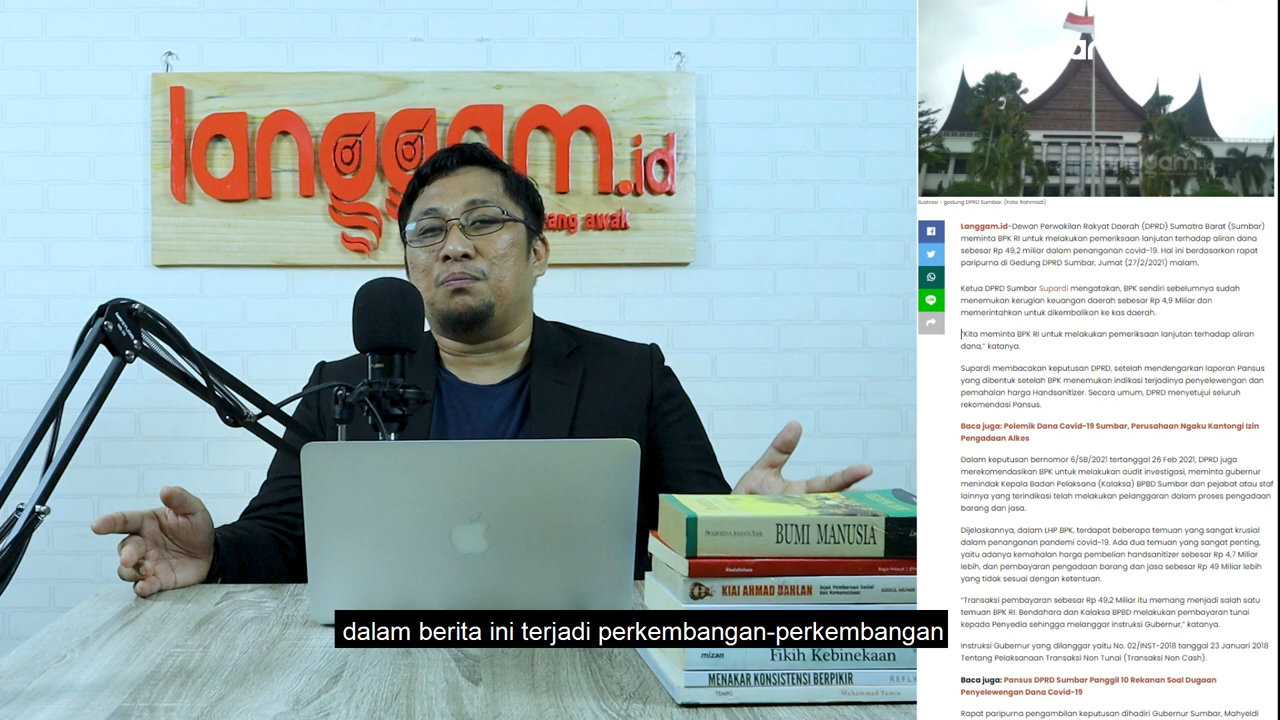 langgam.id
ang awak
BUMI MANUSIA
KIAI AHMAD DAHLAN
mizan
Fikih Kebinekaan
MENAKAR KONSISTENSI BERPIKIR
REFL
TEMPO
dalam berita ini terjadi perkembangan-perkembangan
Ilustrasi - gedung DPRD Sumbar. (Foto: Rahmadi)
Langgam.id-Dewan Perwakilan Rakyat Daerah (DPRD) Sumatra Barat (Sumbar)
meminta BPK RI untuk melakukan pemeriksaan lanjutan terhadap aliran dana
sebesar Rp 49,2 miliar dalam penanganan covid-19. Hal ini berdasarkan rapat
paripurna di Gedung DPRD Sumbar, Jumat (27/2/2021) malam.
Ketua DPRD Sumbar Supardi mengatakan, BPK sendiri sebelumnya sudah
menemukan kerugian keuangan daerah sebesar Rp 4,9 Miliar dan
memerintahkan untuk dikembalikan ke kas daerah.
"Kita meminta BPK RI untuk melakukan pemeriksaan lanjutan terhadap aliran
dana," katanya.
Supardi membacakan keputusan DPRD, setelah mendengarkan laporan Pansus
yang dibentuk setelah BPK menemukan indikasi terjadinya penyelewengan dan
pemahalan harga Handsanitizer. Secara umum, DPRD menyetujui seluruh
rekomendasi Pansus.
Baca juga: Polemik Dana Covid-19 Sumbar, Perusahaan Ngaku Kantongi Izin
Pengadaan Alkes
Dalam keputusan bernomor 6/SB/2021 tertanggal 26 Feb 2021, DPRD juga
merekomendasikan BPK untuk melakukan audit investigasi, meminta gubernur
menindak Kepala Badan Pelaksana (Kalaksa) BPBD Sumbar dan pejabat atau staf
lainnya yang terindikasi telah melakukan pelanggaran dalam proses pengadaan
barang dan jasa.
Dijelaskannya, dalam LHP BPK, terdapat beberapa temuan yang sangat krusial
dalam penanganan pandemi covid-19. Ada dua temuan yang sangat penting,
yaitu adanya kemahalan harga pembelian handsanitizer sebesar Rp 4,7 Miliar
lebih, dan pembayaran pengadaan barang dan jasa sebesar Rp 49 Miliar lebih
yang tidak sesuai dengan ketentuan.
"Transaksi pembayaran sebesar Rp 49,2 miliar itu memang menjadi salah satu
temuan BPK RI. Bendahara dan Kalaksa BPBD melakukan pembayaran tunai
kepada Penyedia sehingga melanggar instruksi Gubernur," katanya.
Instruksi Gubernur yang dilanggar yaitu No. 02/INST-2018 tanggal 23 Januari 2018
Tentang Pelaksanaan Transaksi Non Tunai (Transaksi Non Cash).
Baca juga: Pansus DPRD Sumbar Panggil 10 Rekanan Soal Dugaan
Penyelewengan Dana Covid-19
Rapat paripurna pengambilan keputusan dihadiri Gubernur Sumbar, Mahyeldi